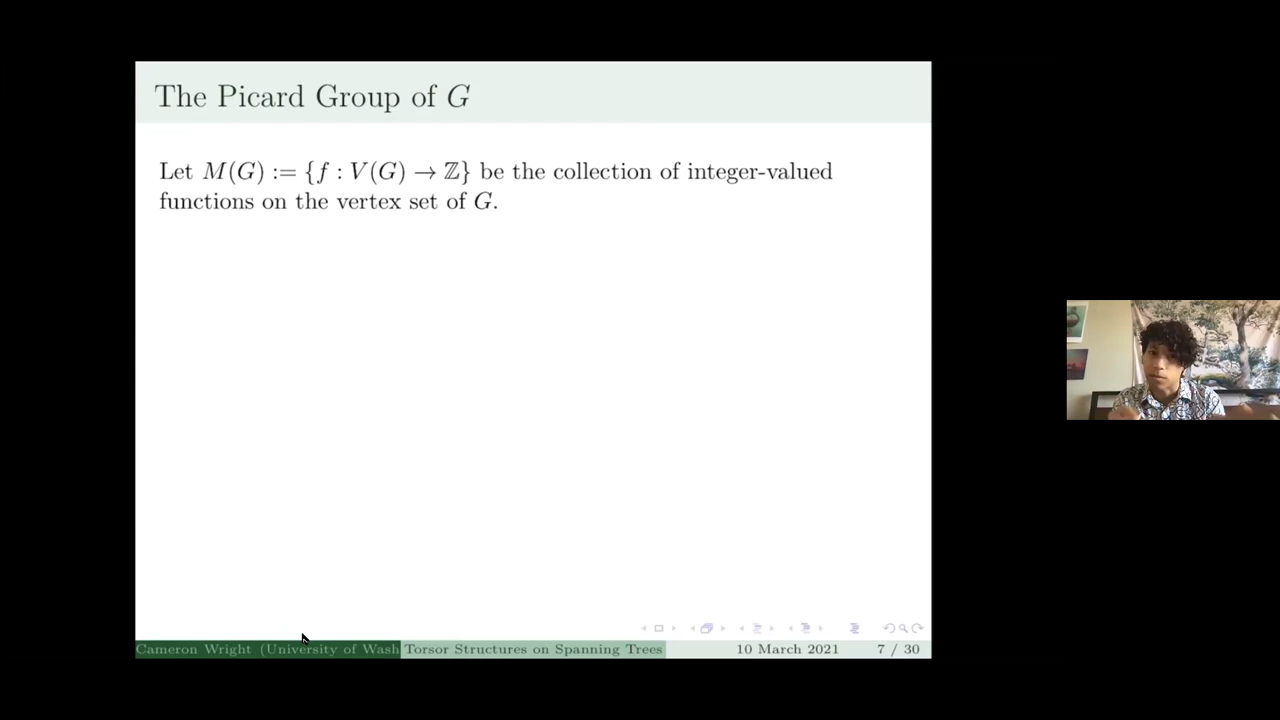 The Picard Group of G
Let M(G) := {f : V(G) → ℤ} be the collection of integer-valued
functions on the vertex set of G.
Cameron Wright (University of Wash
Torsor Structures on Spanning Trees
10 March 2021
7 / 30